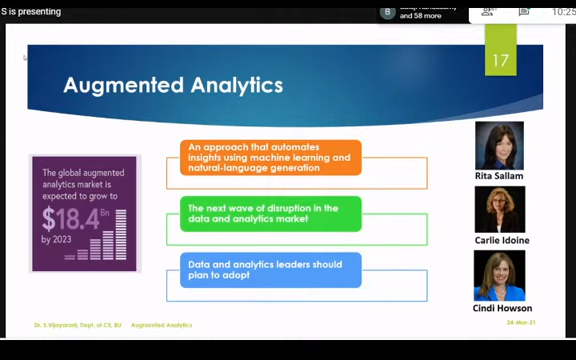 S is presenting
B
and 58 more
10:25
17
Augmented Analytics
An approach that automates
insights using machine learning and
natural-language generation
The global augmented
analytics market is
expected to grow to
$18.4Bn
by 2023
The next wave of disruption in the
data and analytics market
Data and analytics leaders should
plan to adopt
Rita Sallam
Carlie Idoine
Cindi Howson
Dr. S.Vijayarani, Dept. of CS, BU Augmented Analytics
24-Mar-21